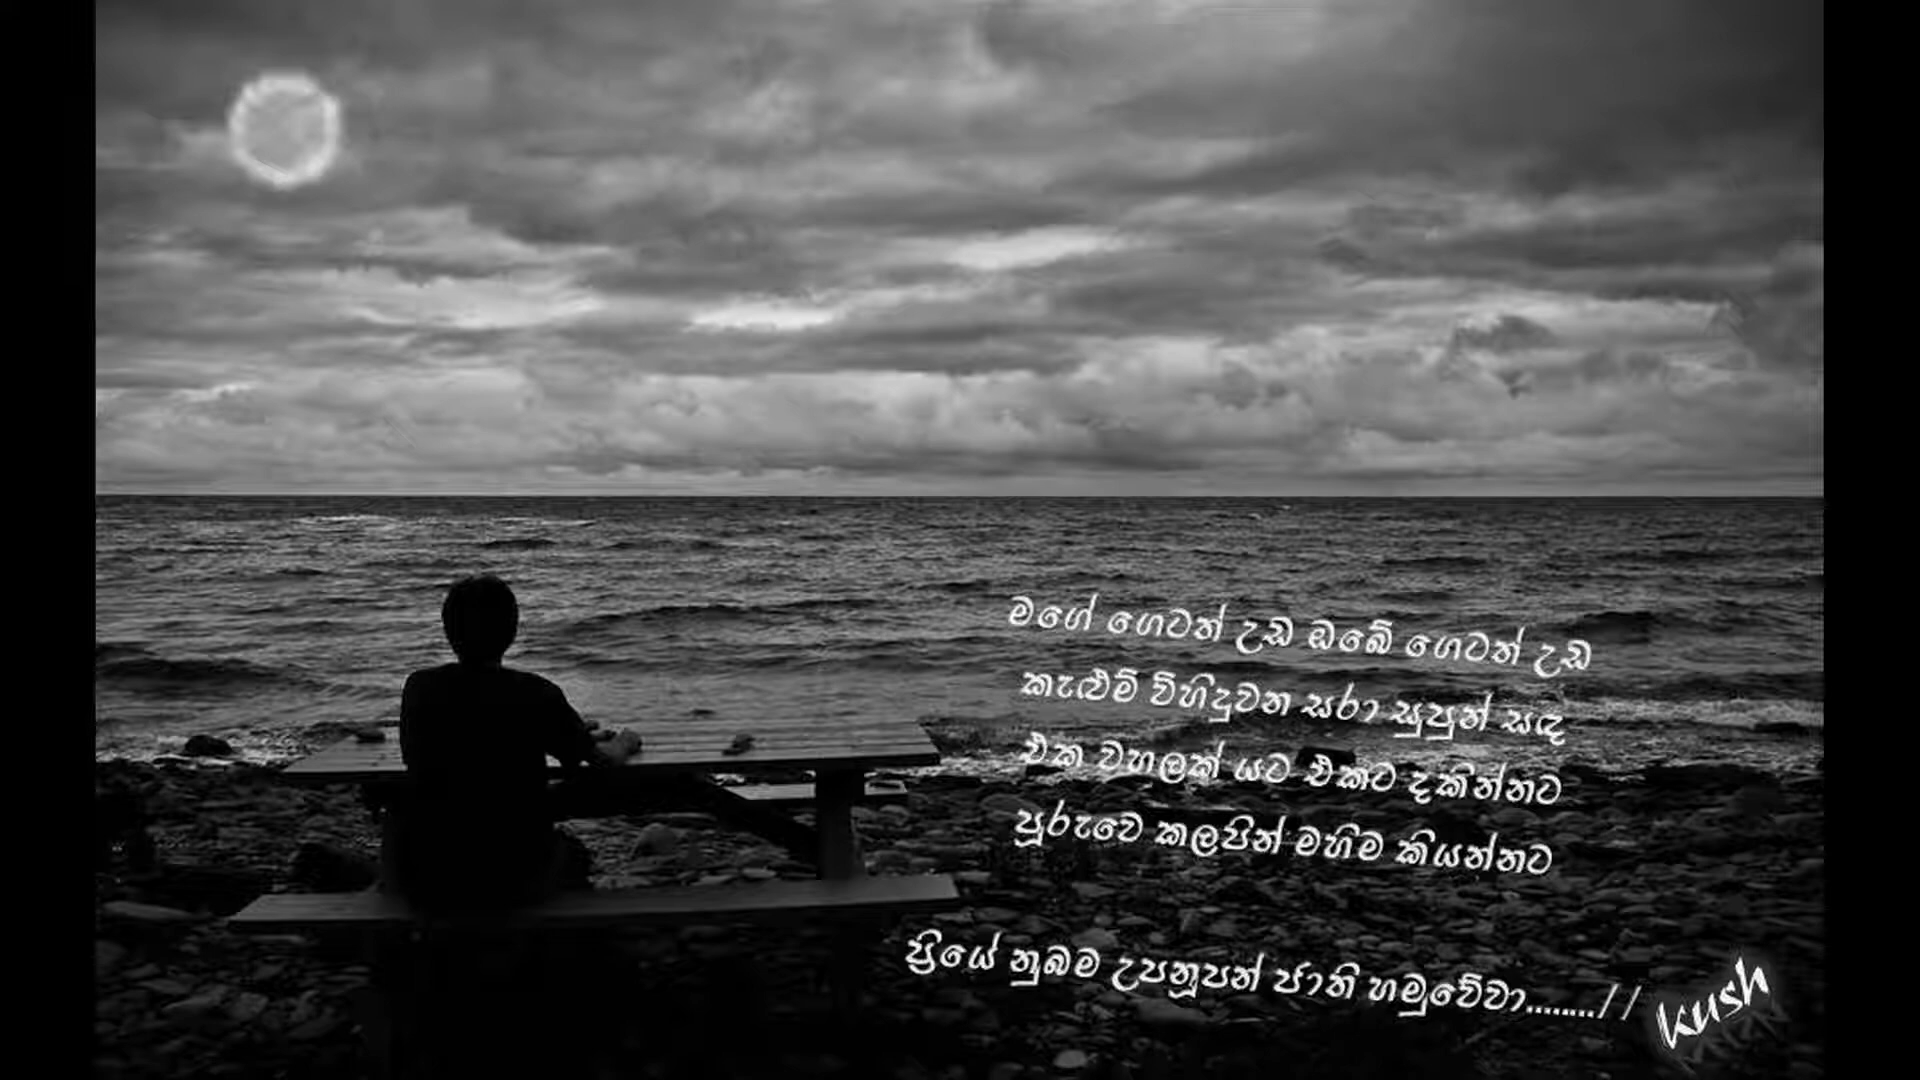 මගේ ගෙටත් උඩ ඔබේ ගෙටත් උඩ
කැළුම් විහිදුවන සරා සුපුන් සඳ
එක වහලක් යට එකට දකින්නට
පූරුවෙ කලපින් මහිම කියන්නට
ප්‍රියේ නුබම උපනූපන් ජාති හමුවේවා........//
kush